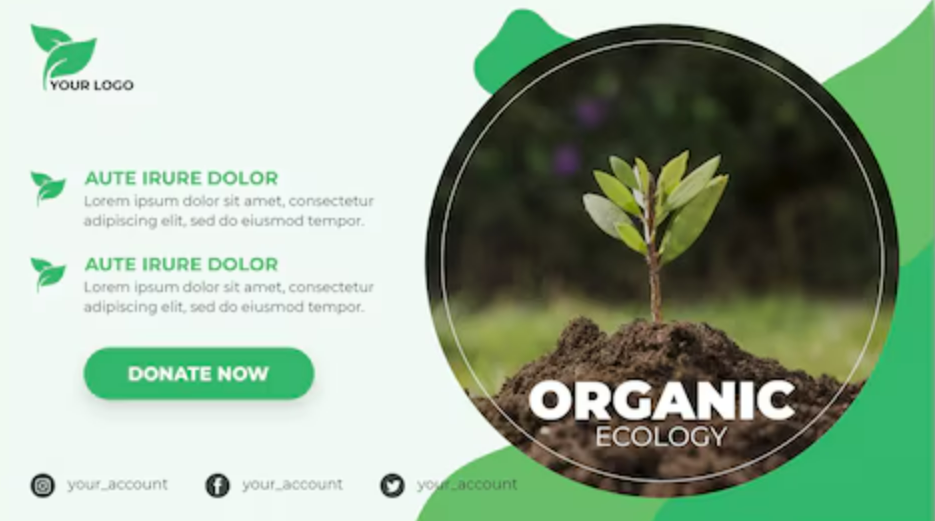 YOUR LOGO
AUTE IRURE DOLOR
Lorem ipsum dolor sit amet, consectetur
adipiscing elit, sed do eiusmod tempor.
AUTE IRURE DOLOR
Lorem ipsum dolor sit amet, consectetur
adipiscing elit, sed do eiusmod tempor.
DONATE NOW
your_account
your_account
your_account
ORGANIC
ECOLOGY